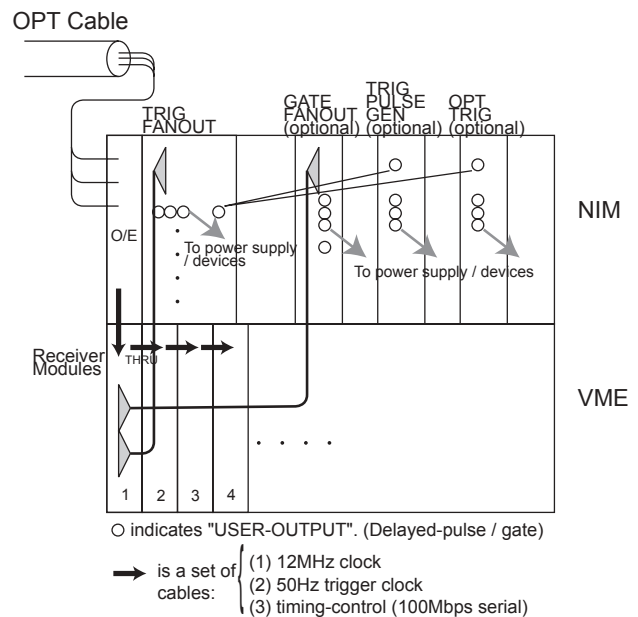 OPT Cable
TRIG
FANOUT
GATE
FANOUT
(optional)
TRIG
PULSE
GEN
(optional)
OPT
TRIG
(optional)
NIM
O/E
To power supply
/ devices
To power supply / devices
Receiver
Modules
THRU
VME
1 2 3 4
O indicates "USER-OUTPUT". (Delayed-pulse / gate)
is a set of
cables:
(1) 12MHz clock
(2) 50Hz trigger clock
(3) timing-control (100Mbps serial)